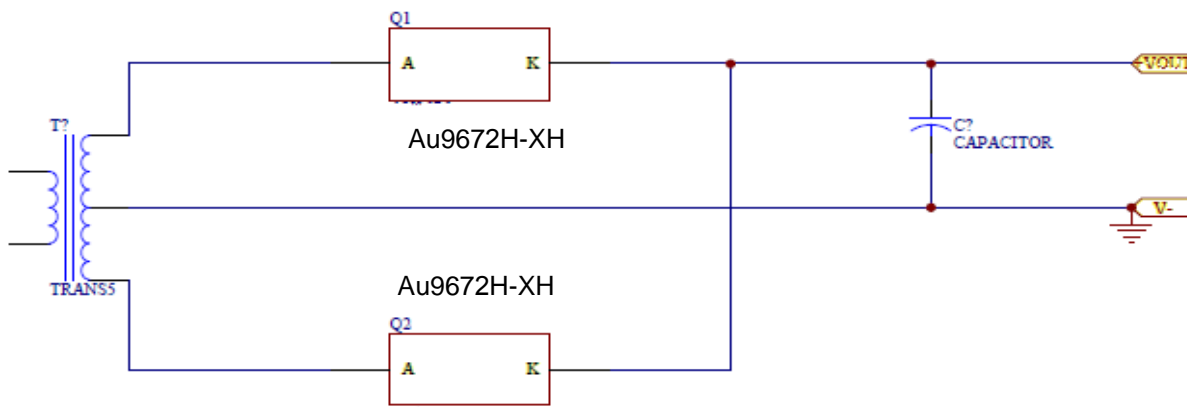 Q1
A K
Au9672H-XH
T?
C?
CAPACITOR
+VOUT
V-
TRANS5
Au9672H-XH
Q2
A K